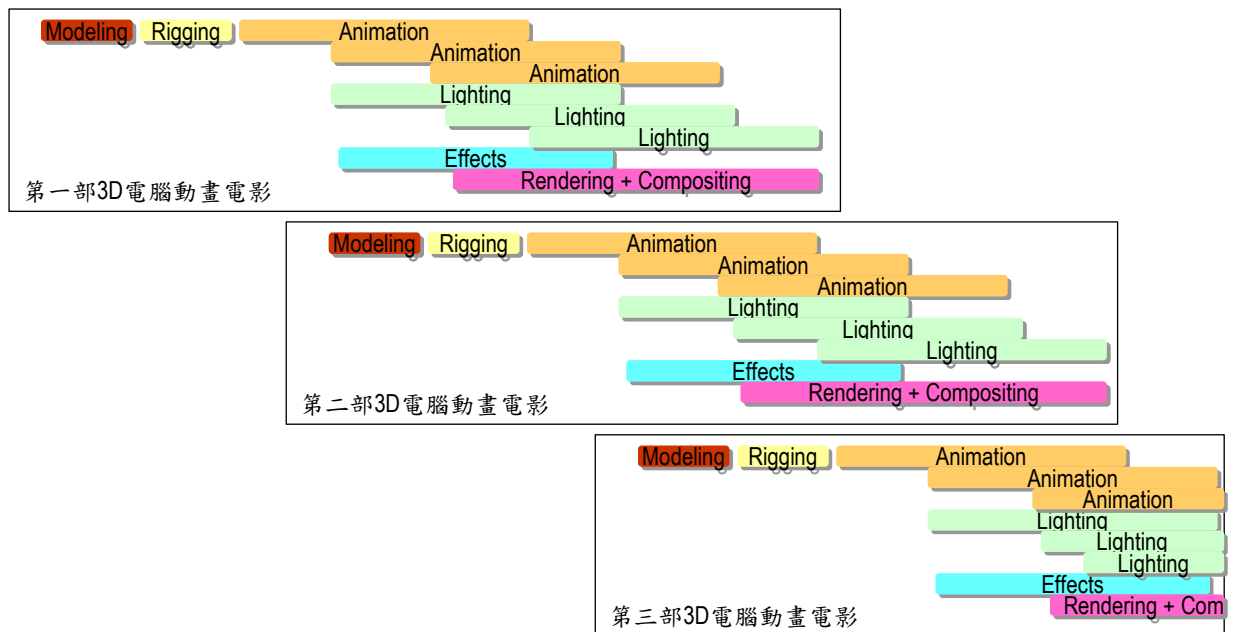 Modeling Rigging Animation
Animation
Animation
Lighting
Lighting
Lighting
Effects
Rendering + Compositing
第一部3D電腦動畫電影
Modeling Rigging Animation
Animation
Animation
Lighting
Lighting
Lighting
Effects
Rendering + Compositing
第二部3D電腦動畫電影
Modeling Rigging Animation
Animation
Animation
Lighting
Lighting
Lighting
Effects
Rendering + Com
第三部3D電腦動畫電影